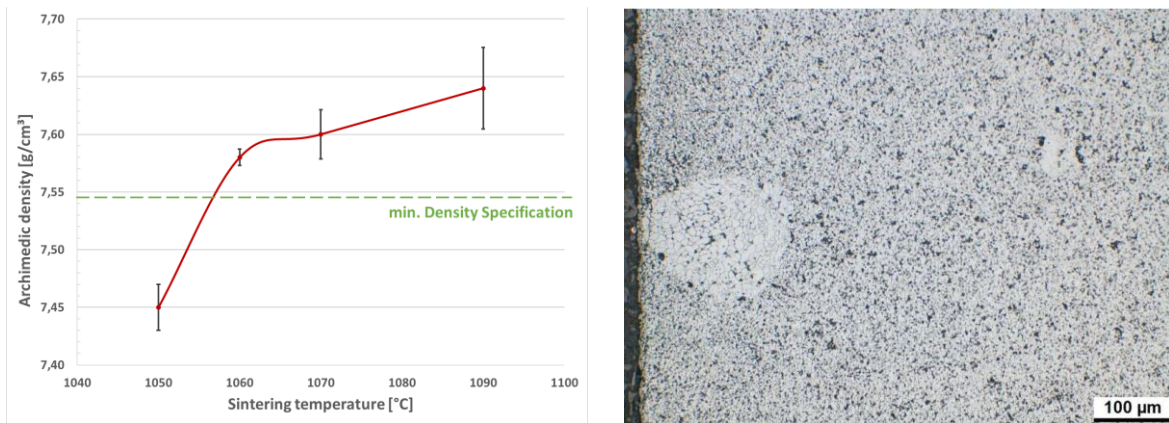 7,70
7,65
7,60
7,55
7,50
7,45
7,40
Archimedic density [g/cm³]
min. Density Specification
1040 1050 1060 1070 1080 1090 1100
Sintering temperature [°C]
100 µm